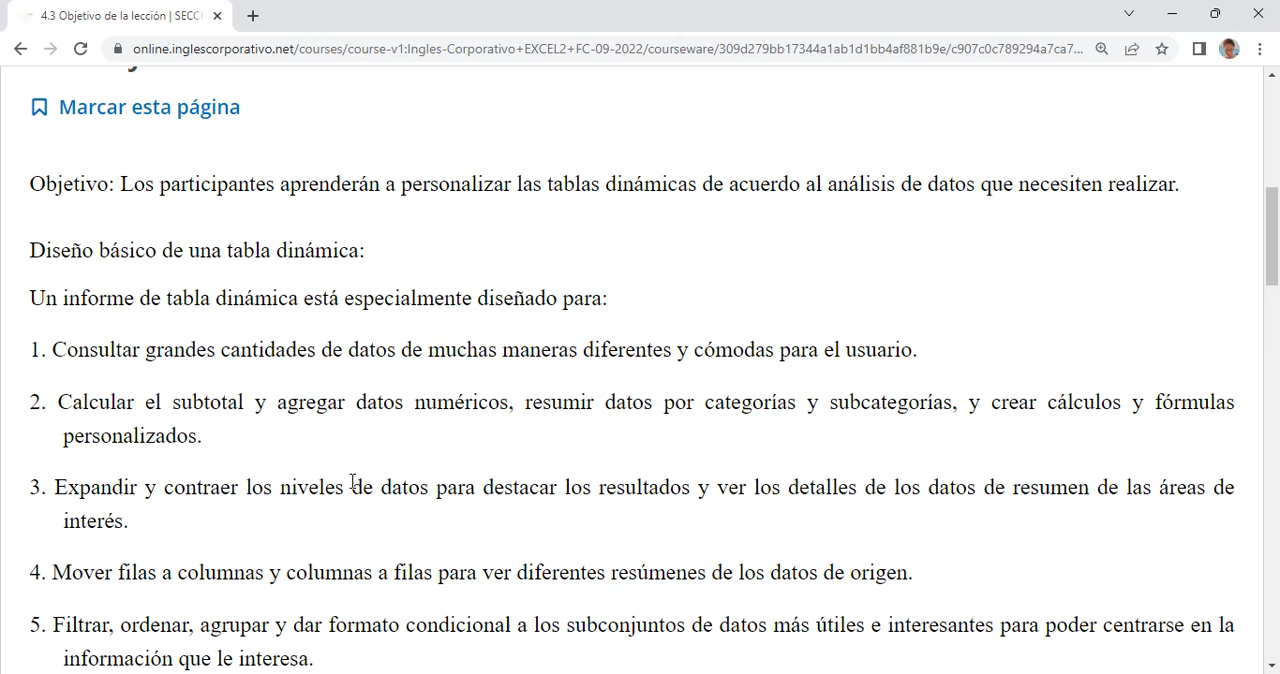 4.3 Objetivo de la lección | SECCI
online.inglescorporativo.net/courses/course-v1:Ingles-Corporativo+EXCEL2+FC-09-2022/courseware/309d279bb17344a1ab1d1bb4af881b9e/c907c0c789294a7ca7...
Marcar esta página
Objetivo: Los participantes aprenderán a personalizar las tablas dinámicas de acuerdo al análisis de datos que necesiten realizar.
Diseño básico de una tabla dinámica:
Un informe de tabla dinámica está especialmente diseñado para:
1. Consultar grandes cantidades de datos de muchas maneras diferentes y cómodas para el usuario.
2. Calcular el subtotal y agregar datos numéricos, resumir datos por categorías y subcategorías, y crear cálculos y fórmulas
personalizados.
3. Expandir y contraer los niveles de datos para destacar los resultados y ver los detalles de los datos de resumen de las áreas de
interés.
4. Mover filas a columnas y columnas a filas para ver diferentes resúmenes de los datos de origen.
5. Filtrar, ordenar, agrupar y dar formato condicional a los subconjuntos de datos más útiles e interesantes para poder centrarse en la
información que le interesa.